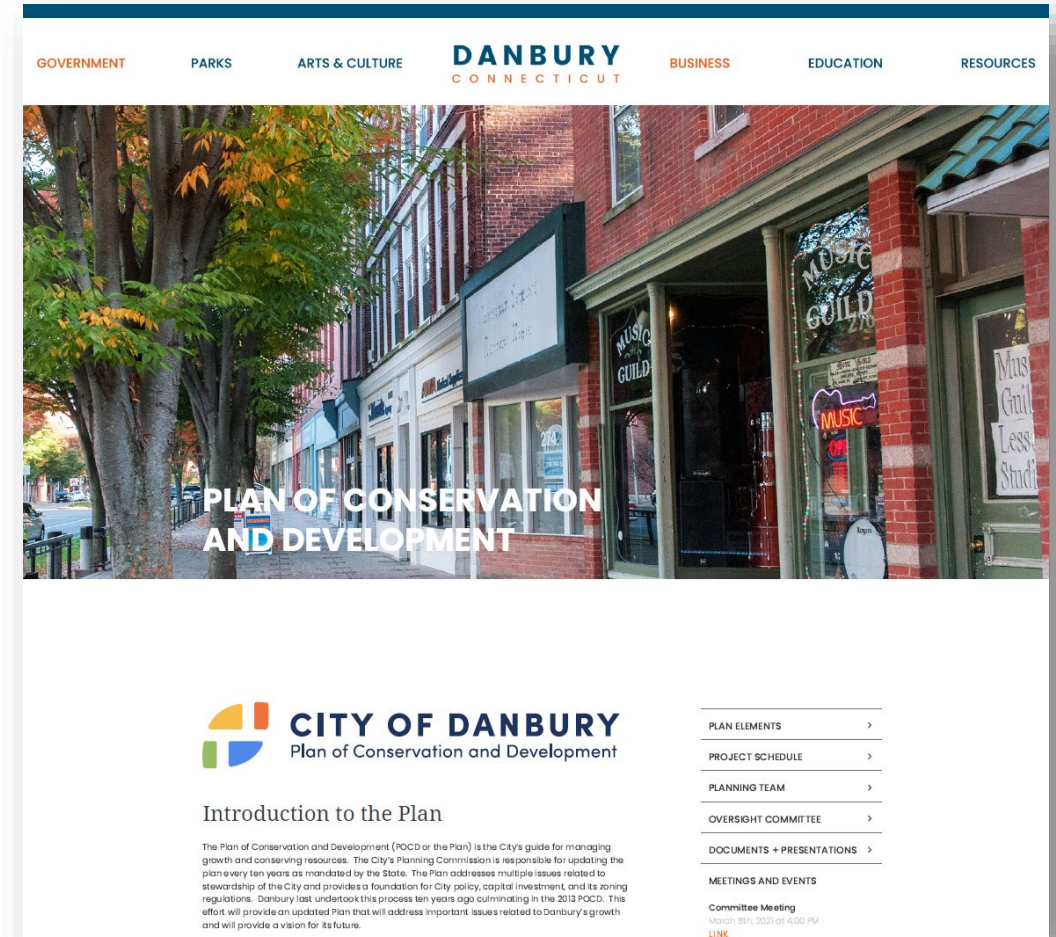 GOVERNMENT
PARKS
ARTS & CULTURE
DANBURY
CONNECTICUT
BUSINESS
EDUCATION
RESOURCES
MUSIC
GUILD
MUSIC
GUILD
270
MUSIC
PLAN OF CONSERVATION
AND DEVELOPMENT
CITY OF DANBURY
Plan of Conservation and Development
Introduction to the Plan
The Plan of Conservation and Development (POCD or the Plan) is the City's guide for managing
growth and conserving resources. The City's Planning Commission is responsible for updating the
plan every ten years as mandated by the State. The Plan addresses multiple issues related to
stewardship of the City and provides a foundation for City policy, capital investment, and its zoning
regulations. Danbury last undertook this process ten years ago culminating in the 2013 POCD. This
effort will provide an updated Plan that will address important issues related to Danbury's growth
and will provide a vision for its future.
PLAN ELEMENTS >
PROJECT SCHEDULE >
PLANNING TEAM >
OVERSIGHT COMMITTEE >
DOCUMENTS + PRESENTATIONS >
MEETINGS AND EVENTS
Committee Meeting
March 8th, 2021 at 4:00 PM
LINK